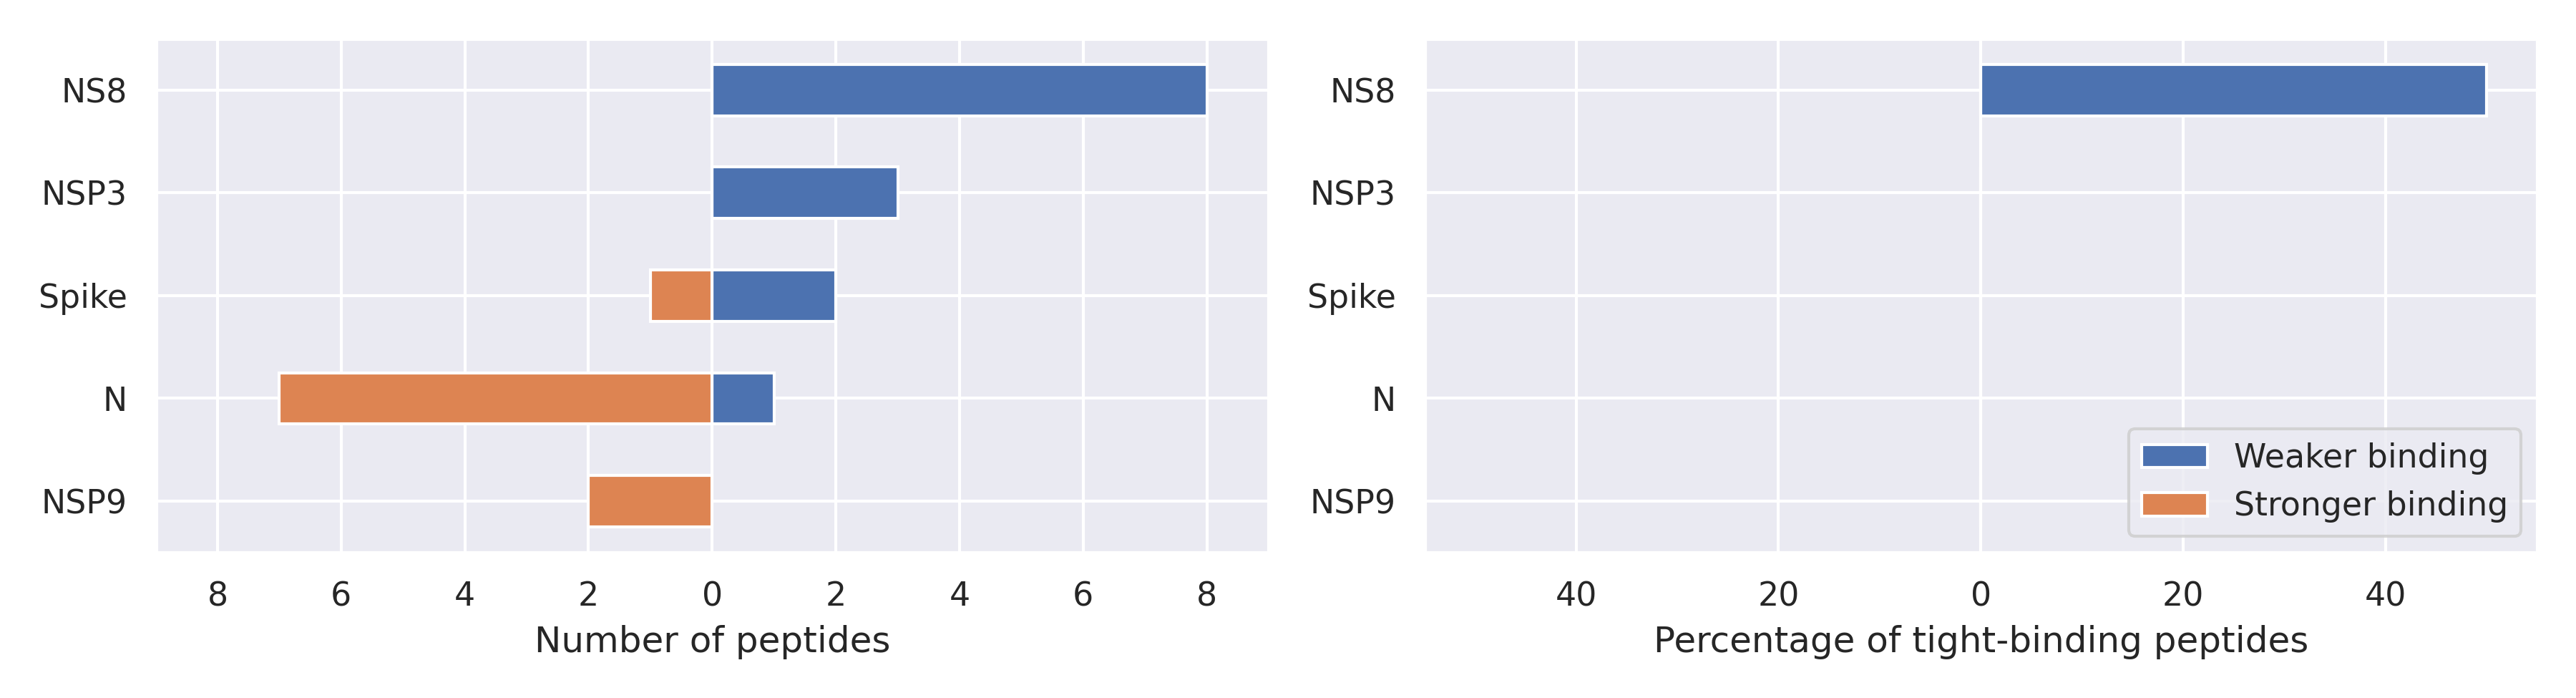 NS8
NSP3
Spike
N
NSP9
8 6 4 2 0 2 4 6 8
Number of peptides
NS8
NSP3
Spike
N
NSP9
40 20 0 20 40
Percentage of tight-binding peptides
Weaker binding
Stronger binding